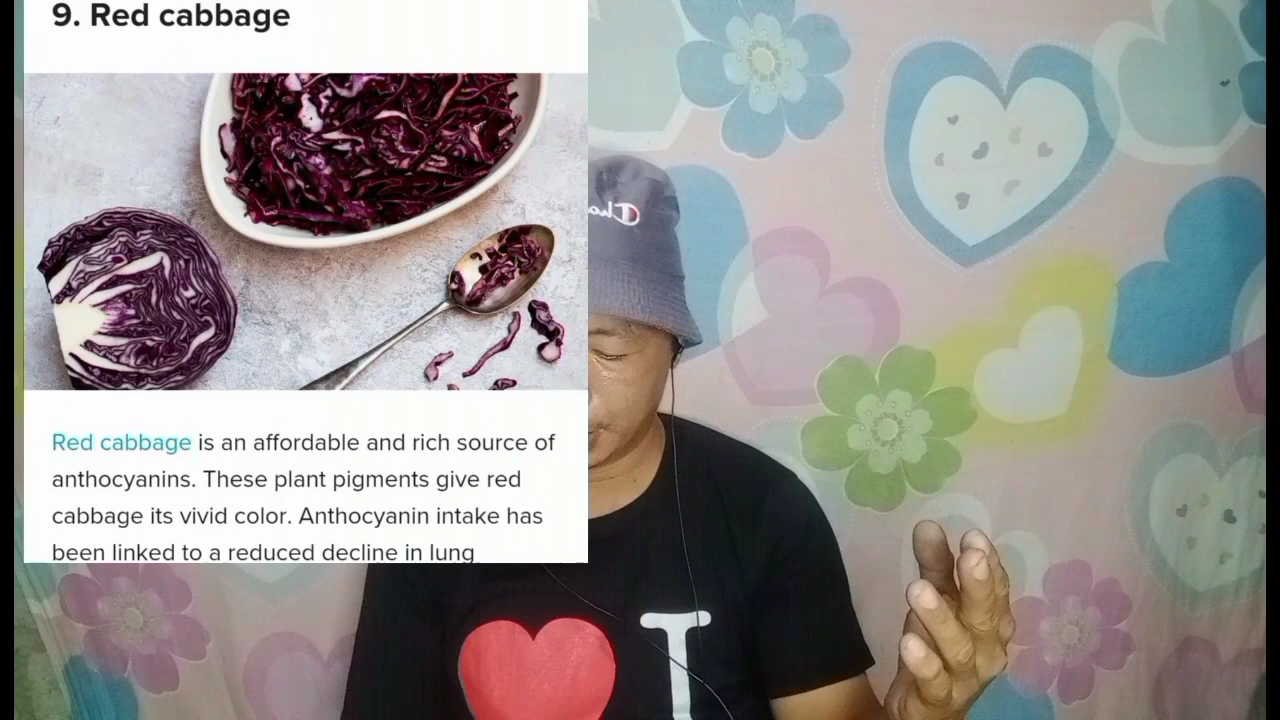 9. Red cabbage
Red cabbage is an affordable and rich source of
anthocyanins. These plant pigments give red
cabbage its vivid color. Anthocyanin intake has
been linked to a reduced decline in lung
I